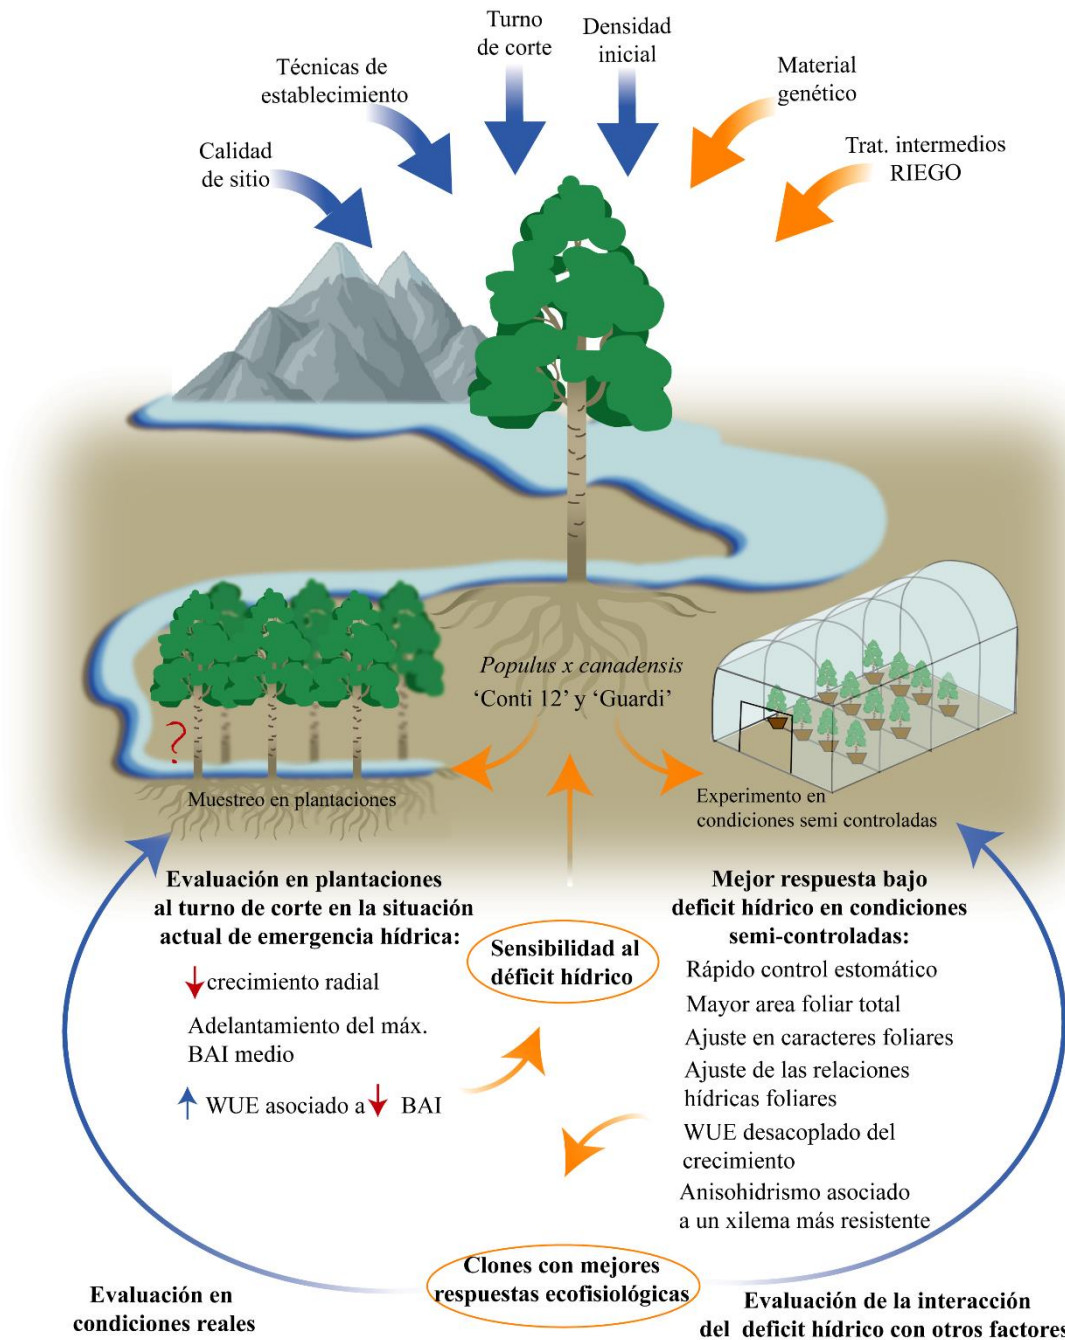 Turno
de corte
Densidad
inicial
Técnicas de
establecimiento
Material
genético
Calidad
de sitio
Trat. intermedios
RIEGO
Populus x canadensis
‘Conti 12’ y ‘Guardi’
?
Muestreo en plantaciones
Experimento en
condiciones semi controladas
Evaluación en plantaciones
al turno de corte en la situación
actual de emergencia hídrica:
↓ crecimiento radial
Adelantamiento del máx.
BAI medio
↑ WUE asociado a ↓ BAI
Sensibilidad al
déficit hídrico
Mejor respuesta bajo
deficit hídrico en condiciones
semi-controladas:
Rápido control estomático
Mayor area foliar total
Ajuste en caracteres foliares
Ajuste de las relaciones
hídricas foliares
WUE desacoplado del
crecimiento
Anisohidrismo asociado
a un xilema más resistente
Clones con mejores
respuestas ecofisiológicas
Evaluación en
condiciones reales
Evaluación de la interacción
del deficit hídrico con otros factores